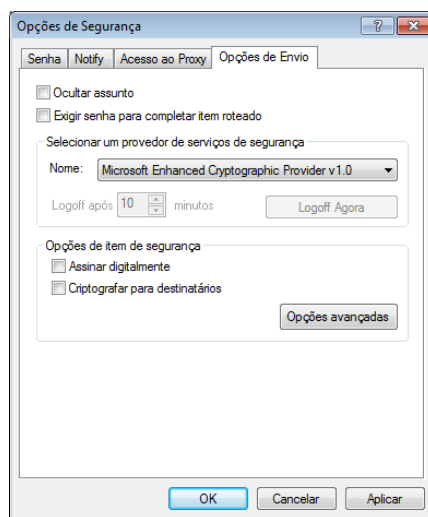 Opções de Segurança
Senha Notify Acesso ao Proxy Opções de Envio
Ocultar assunto
Exigir senha para completar item roteado
Selecionar um provedor de serviços de segurança
Nome: Microsoft Enhanced Cryptographic Provider v1.0
Logoff após 10 minutos Logoff Agora
Opções de item de segurança
Assinar digitalmente
Criptografar para destinatários
Opções avançadas
OK Cancelar Aplicar